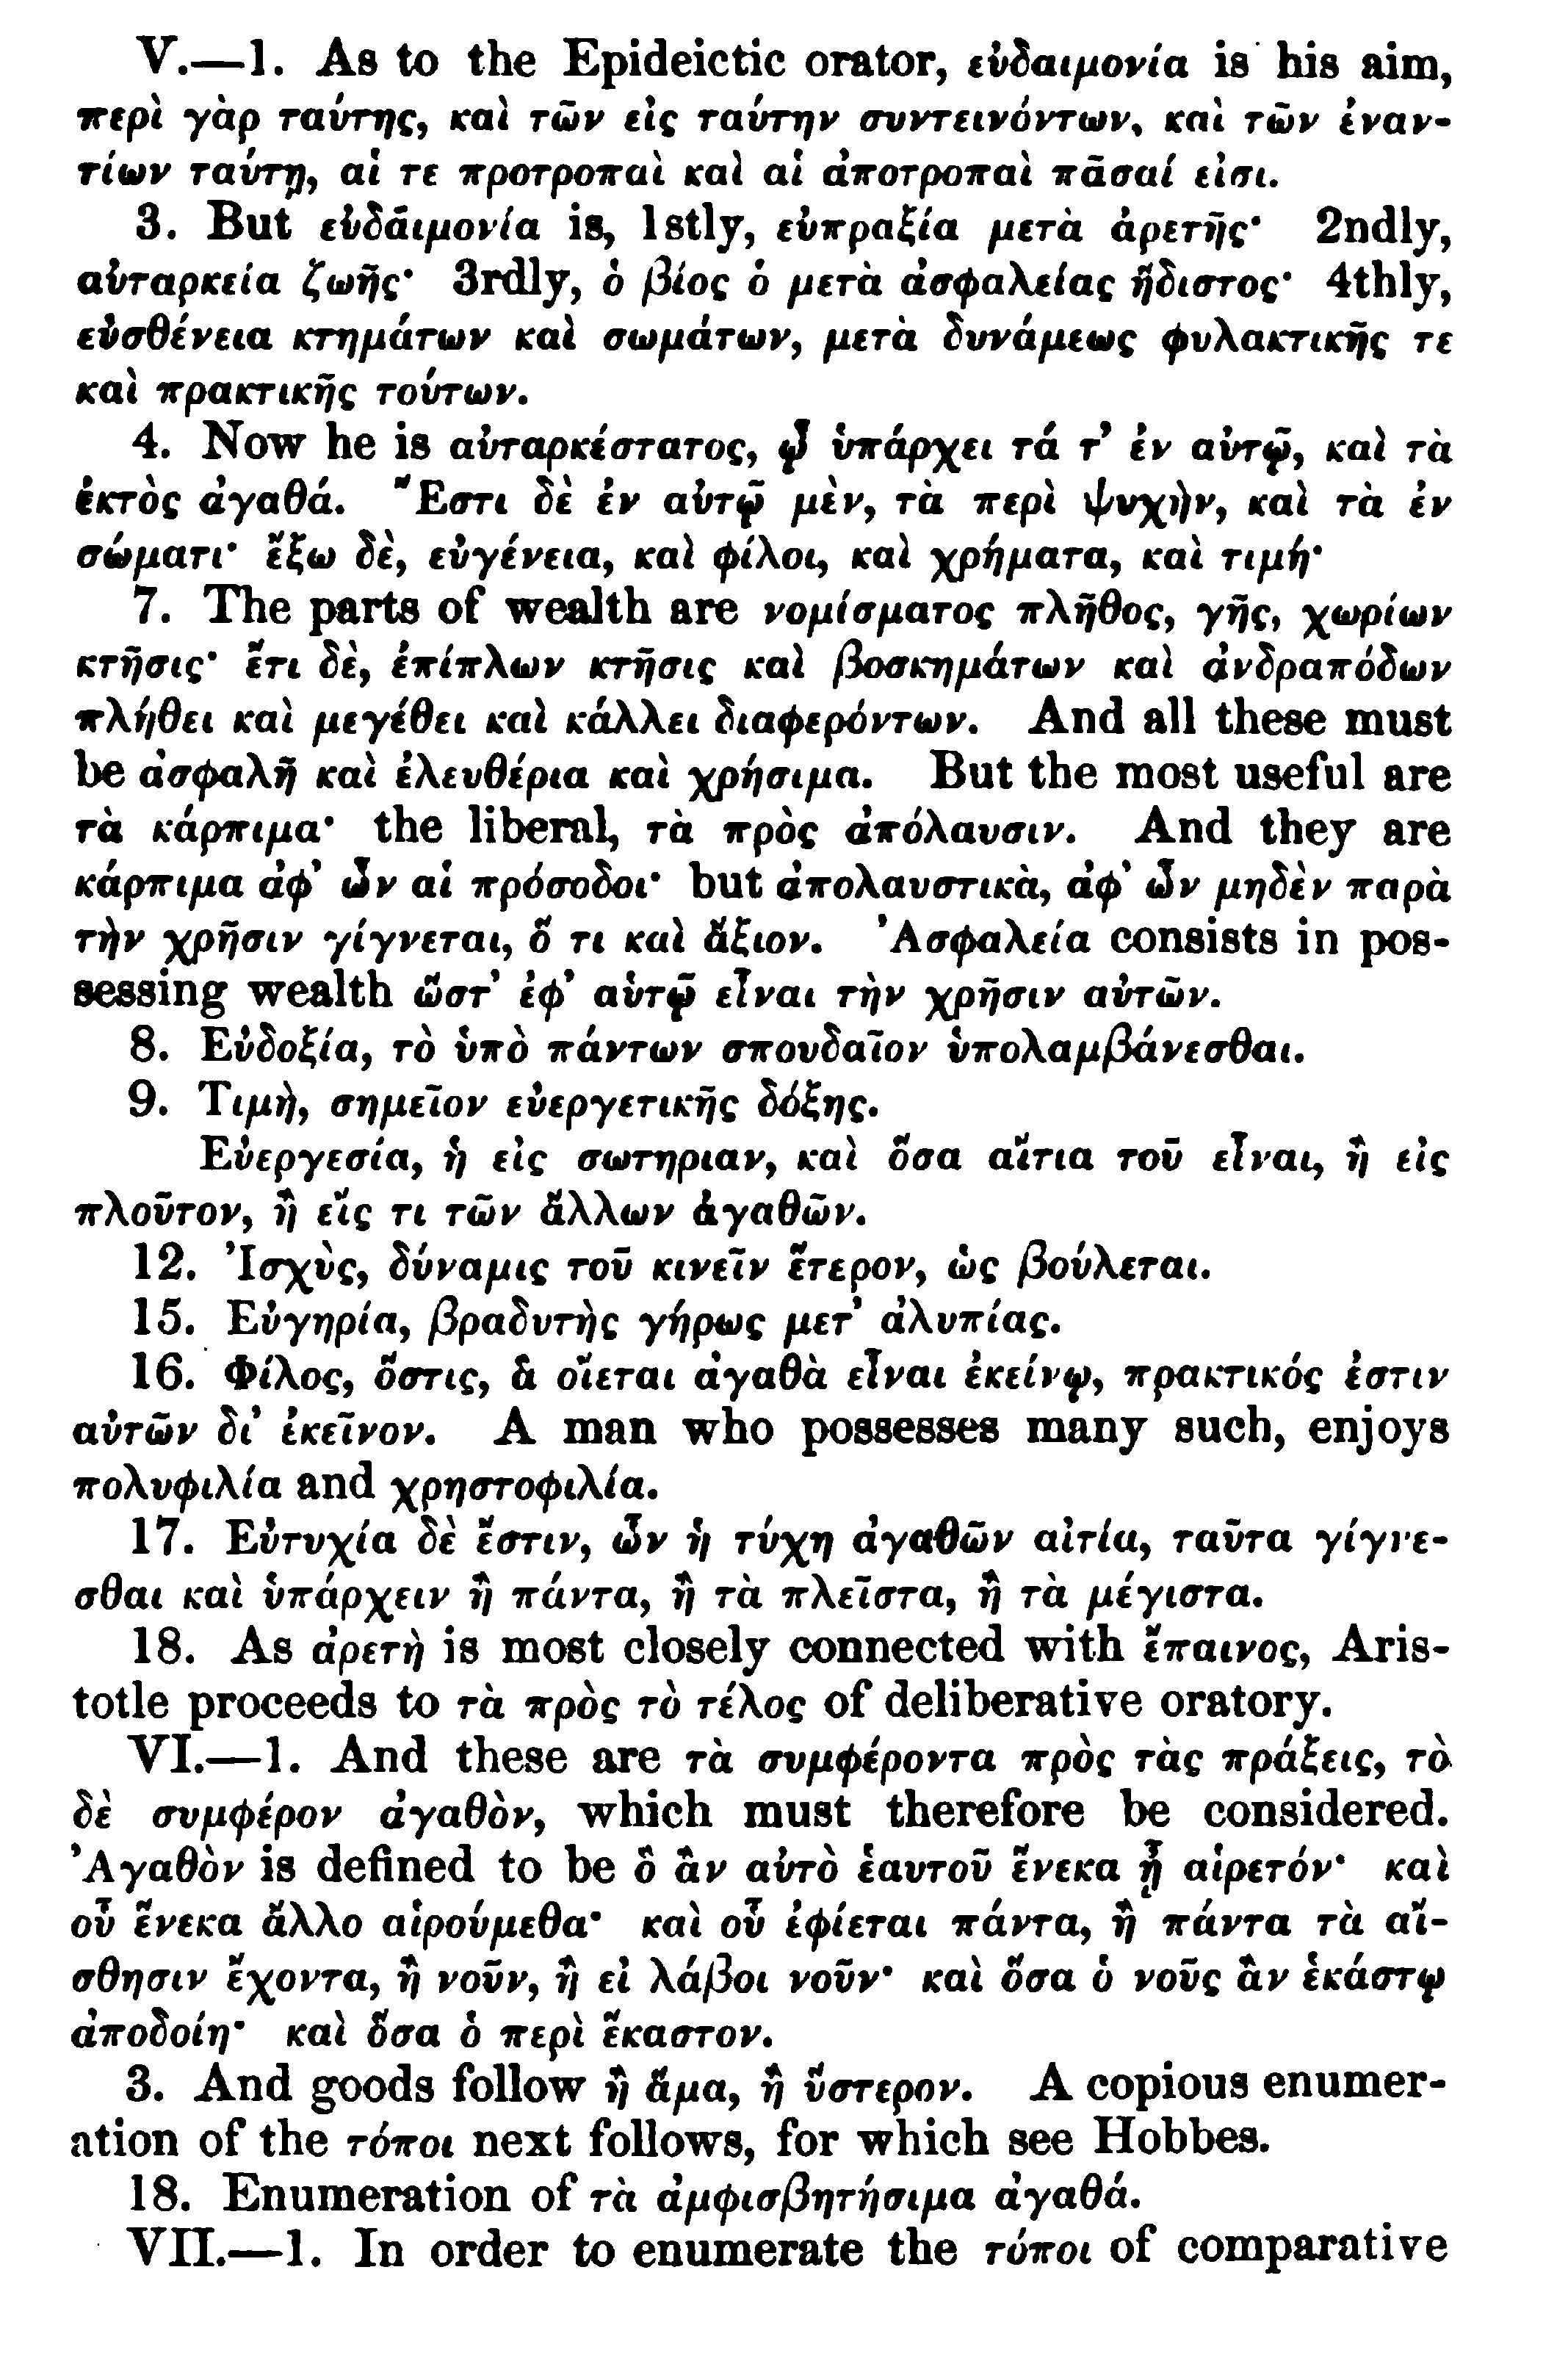 V.—1. As to the Epideictic orator, εὐδαιμονία is his aim,
περὶ γὰρ ταύτης, καὶ τῶν εἰς ταύτην συντεινόντων, καὶ τῶν ἐναν-
τίων ταύτῃ, αἵ τε προτροπαὶ καὶ αἱ ἀποτροπαὶ πᾶσαί εἰσι.
3. But εὐδαιμονία is, 1stly, εὐπραξία μετὰ ἀρετῆς· 2ndly,
αὐταρκεία ζωῆς· 3rdly, ὁ βίος ὁ μετὰ ἀσφαλείας ἥδιστος· 4thly,
εὐσθένεια κτημάτων καὶ σωμάτων, μετὰ δυνάμεως φυλακτικῆς τε
καὶ πρακτικῆς τούτων.
4. Now he is αὐταρκέστατος, ᾧ ὑπάρχει τά τ’ ἐν αὐτῷ, καὶ τὰ
ἐκτὸς ἀγαθά. Ἔστι δὲ ἐν αὐτῷ μὲν, τὰ περὶ ψυχὴν, καὶ τὰ ἐν
σώματι· ἔξω δὲ, εὐγένεια, καὶ φίλοι, καὶ χρήματα, καὶ τιμή·
7. The parts of wealth are νομίσματος πλῆθος, γῆς, χωρίων
κτῆσις· ἔτι δὲ, ἐπίπλων κτῆσις καὶ βοσκημάτων καὶ ἀνδραπόδων
πλήθει καὶ μεγέθει καὶ κάλλει διαφερόντων. And all these must
be ἀσφαλῆ καὶ ἐλευθέρια καὶ χρήσιμα. But the most useful are
τὰ κάρπιμα· the liberal, τὰ πρὸς ἀπόλαυσιν. And they are
κάρπιμα ἀφ’ ὧν αἱ πρόσοδοι· but ἀπολαυστικὰ, ἀφ’ ὧν μηδὲν παρὰ
τὴν χρῆσιν γίγνεται, ὅ τι καὶ ἄξιον. Ἀσφαλεία consists in pos-
sessing wealth ὥστ’ ἐφ’ αὑτῷ εἶναι τὴν χρῆσιν αὐτῶν.
8. Εὐδοξία, τὸ ὑπὸ πάντων σπουδαῖον ὑπολαμβάνεσθαι.
9. Τιμὴ, σημεῖον εὐεργετικῆς δόξης.
Εὐεργεσία, ἡ εἰς σωτηριαν, καὶ ὅσα αἴτια τοῦ εἶναι, ἢ εἰς
πλοῦτον, ἢ εἴς τι τῶν ἄλλων ἀγαθῶν.
12. Ἰσχὺς, δύναμις τοῦ κινεῖν ἕτερον, ὡς βούλεται.
15. Εὐγηρία, βραδυτὴς γήρως μετ’ ἀλυπίας.
16. Φίλος, ὅστις, ἃ οἴεται ἀγαθὰ εἶναι ἐκείνῳ, πρακτικός ἐστιν
αὐτῶν δι’ ἐκεῖνον. A man who possesses many such, enjoys
πολυφιλία and χρηστοφιλία.
17. Εὐτυχία δὲ ἔστιν, ὧν ἡ τύχη ἀγαθῶν αἰτία, ταῦτα γίγνε-
σθαι καὶ ὑπάρχειν ἢ πάντα, ἢ τὰ πλεῖστα, ἢ τὰ μέγιστα.
18. As ἀρετὴ is most closely connected with ἔπαινος, Aris-
totle proceeds to τὰ πρὸς τὸ τέλος of deliberative oratory.
VI.—1. And these are τὰ συμφέροντα πρὸς τὰς πράξεις, τὸ
δὲ συμφέρον ἀγαθὸν, which must therefore be considered.
Ἀγαθὸν is defined to be ὃ ἂν αὐτὸ ἑαυτοῦ ἕνεκα ᾖ αἱρετόν· καὶ
οὗ ἕνεκα ἄλλο αἱρούμεθα· καὶ οὗ ἐφίεται πάντα, ἢ πάντα τὰ αἴ-
σθησιν ἔχοντα, ἢ νοῦν, ἢ εἰ λάβοι νοῦν· καὶ ὅσα ὁ νοῦς ἂν ἑκάστῳ
ἀποδοίη· καὶ ὅσα ὁ περὶ ἕκαστον.
3. And goods follow ἢ ἅμα, ἢ ὕστερον. A copious enumer-
ation of the τόποι next follows, for which see Hobbes.
18. Enumeration of τὰ ἀμφισβητήσιμα ἀγαθά.
VII.—1. In order to enumerate the τόποι of comparative